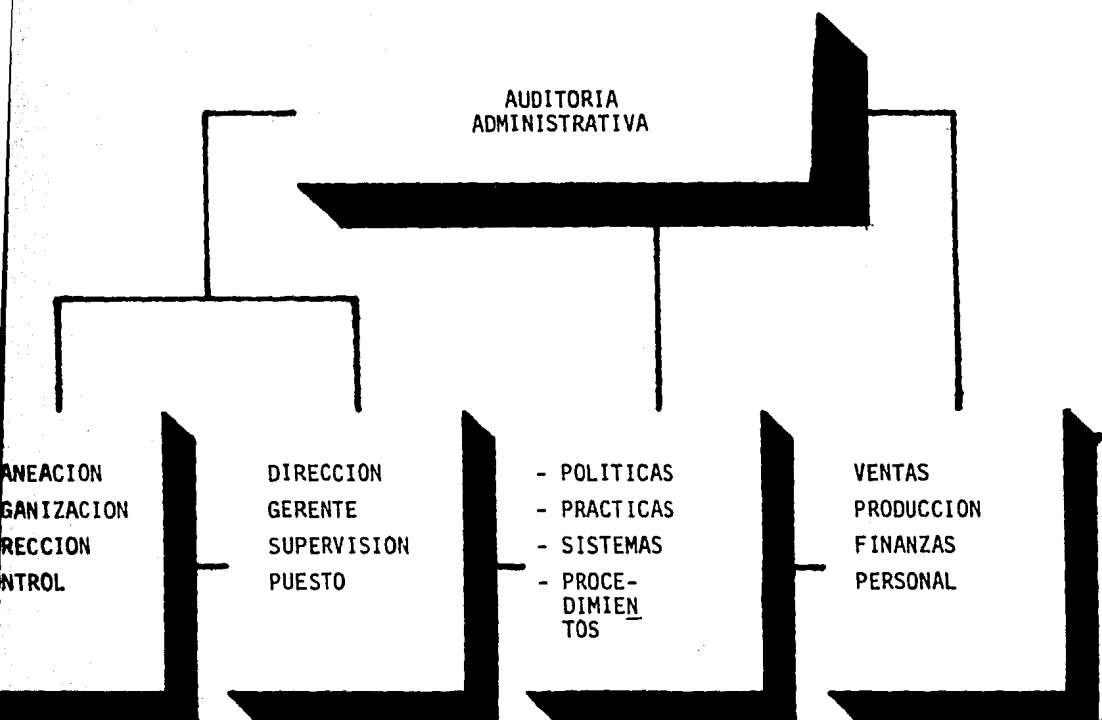 AUDITORIA
ADMINISTRATIVA
ANEACION
GANIZACION
RECCION
NTROL
DIRECCION
GERENTE
SUPERVISION
PUESTO
- POLITICAS
- PRACTICAS
- SISTEMAS
- PROCE-
DIMIEN
TOS
VENTAS
PRODUCCION
FINANZAS
PERSONAL